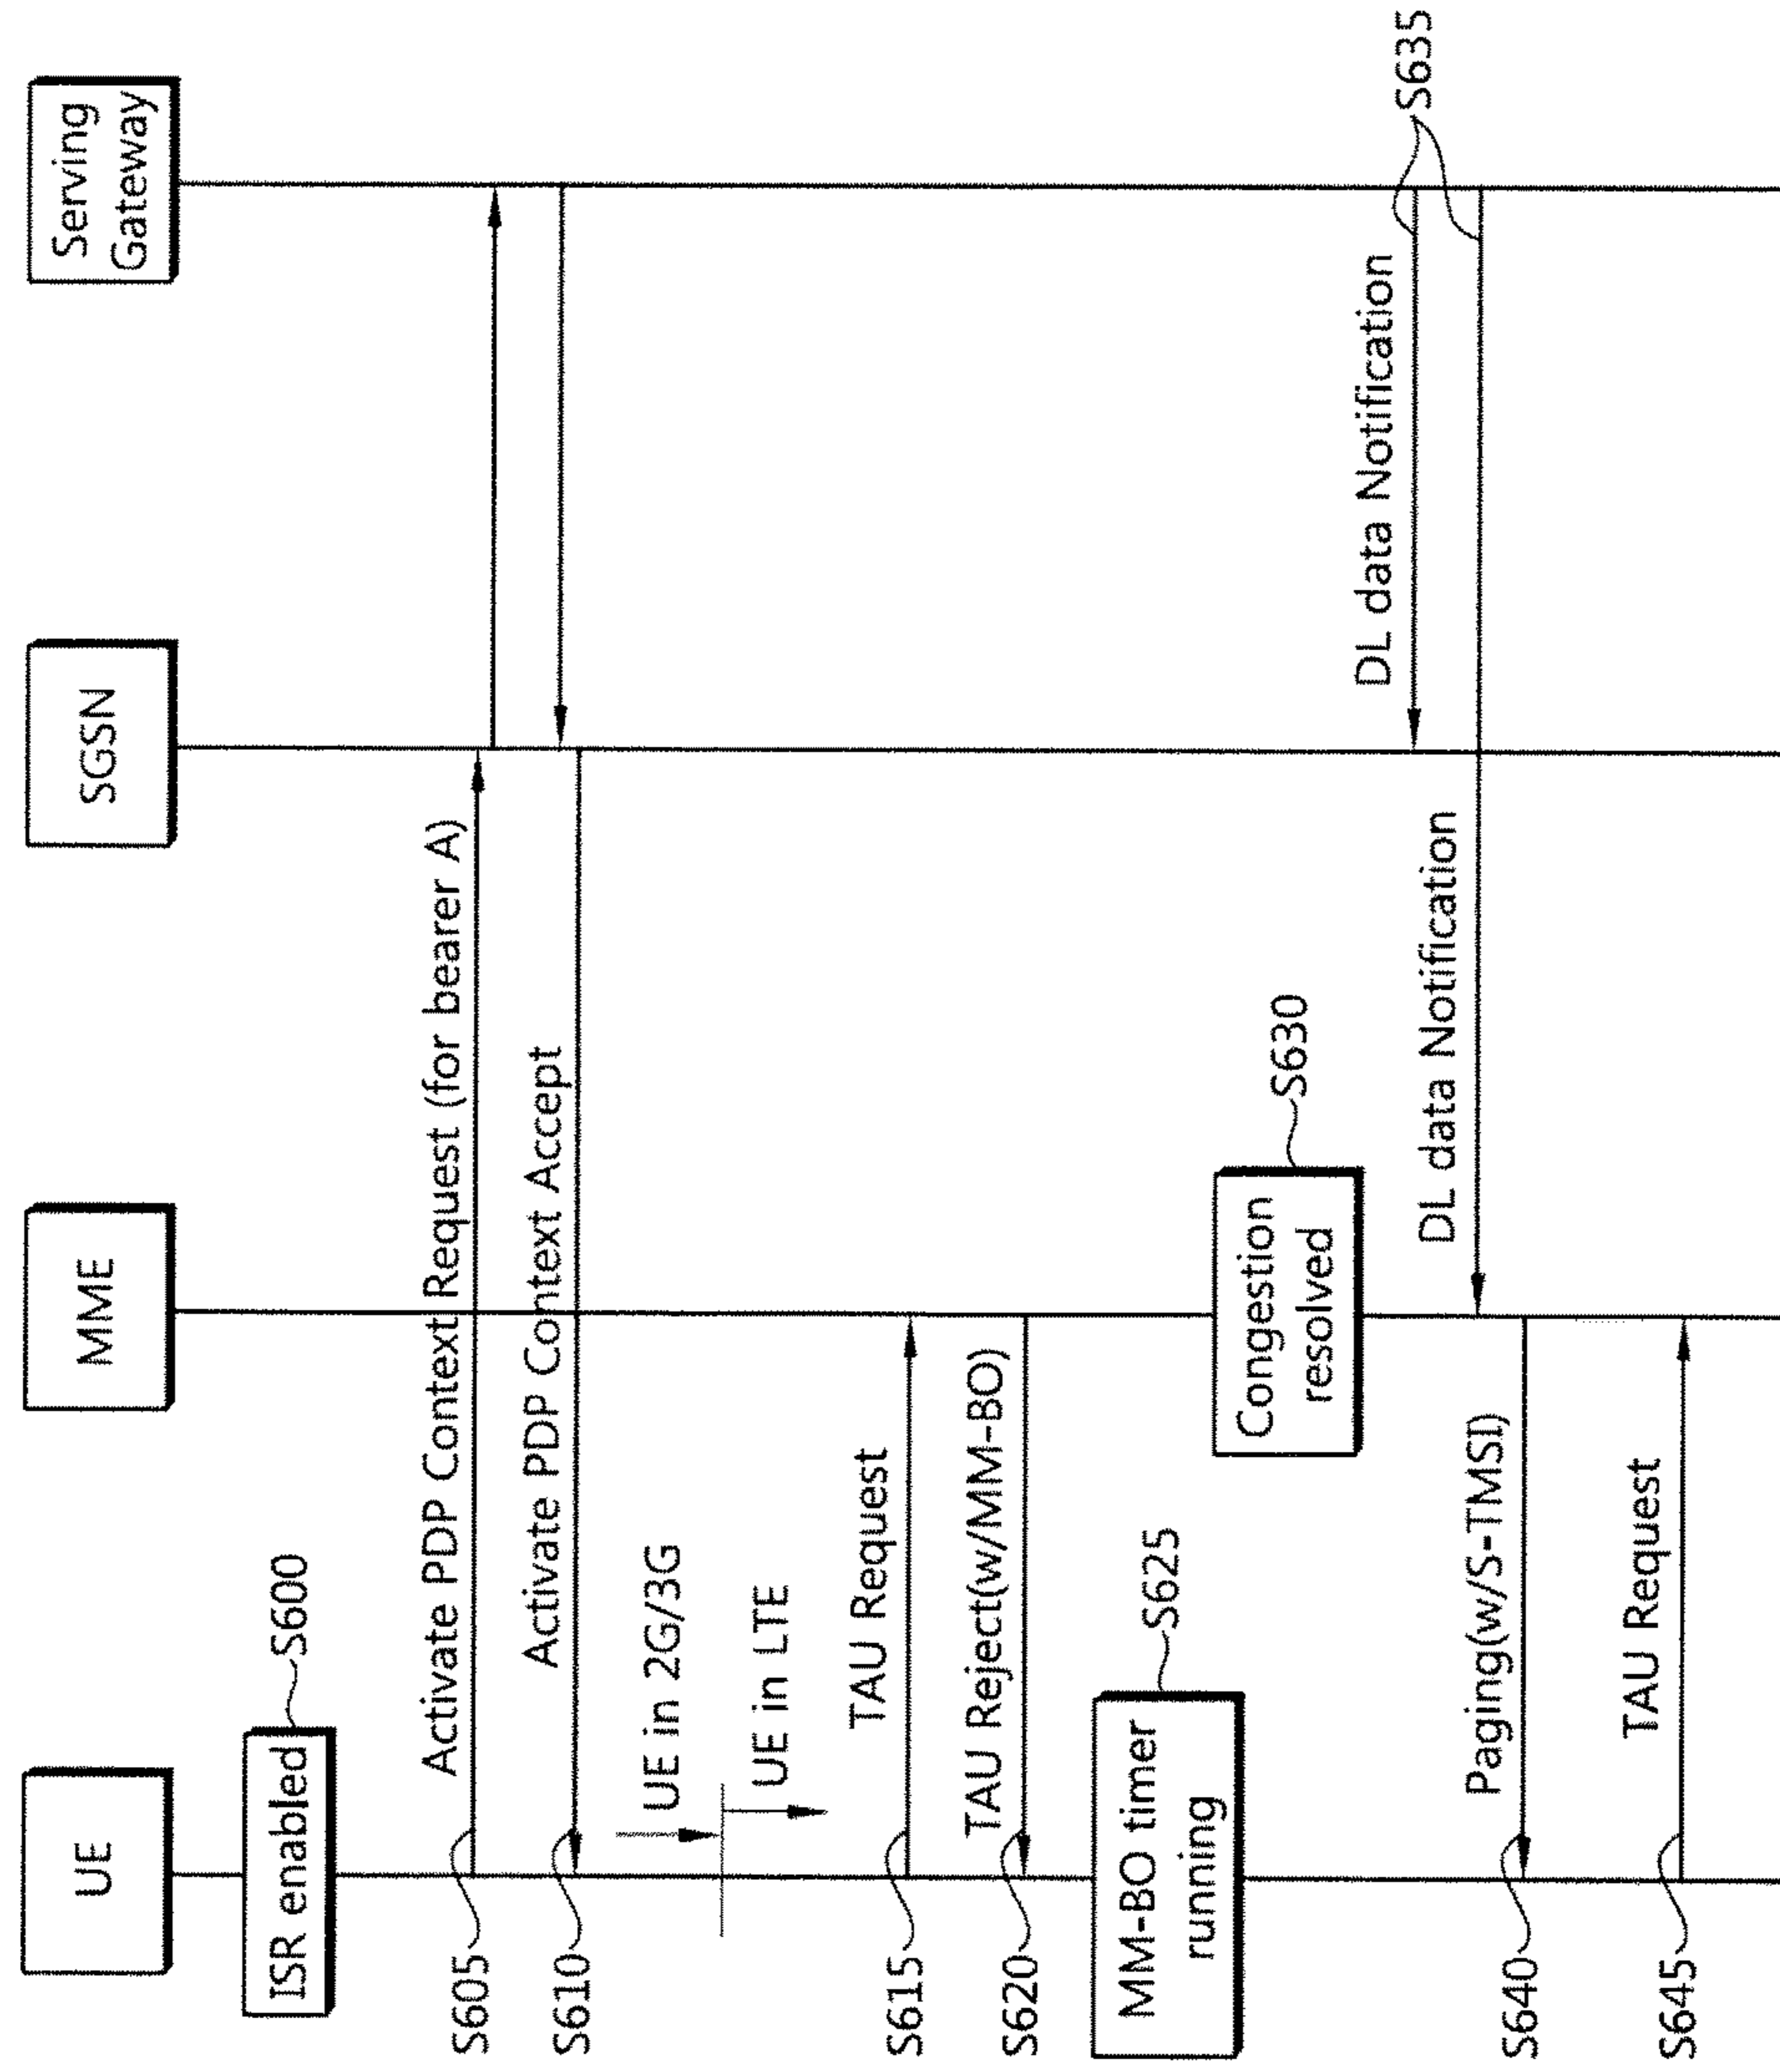 UE
MME
SGSN
Serving
Gateway
ISR enabled
S600
Activate PDP Context Request (for bearer A)
S605
Activate PDP Context Accept
S610
UE in 2G/3G
UE in LTE
TAU Request
S615
TAU Reject(w/MM-BO)
S620
MM-BO timer
running
S625
Congestion
resolved
S630
DL data Notification
S635
DL data Notification
Paging(w/S-TMSI)
S640
TAU Request
S645